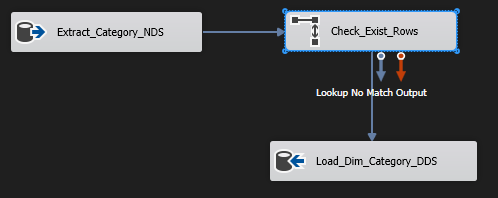 Extract_Category_NDS
Check_Exist_Rows
Lookup No Match Output
Load_Dim_Category_DDS